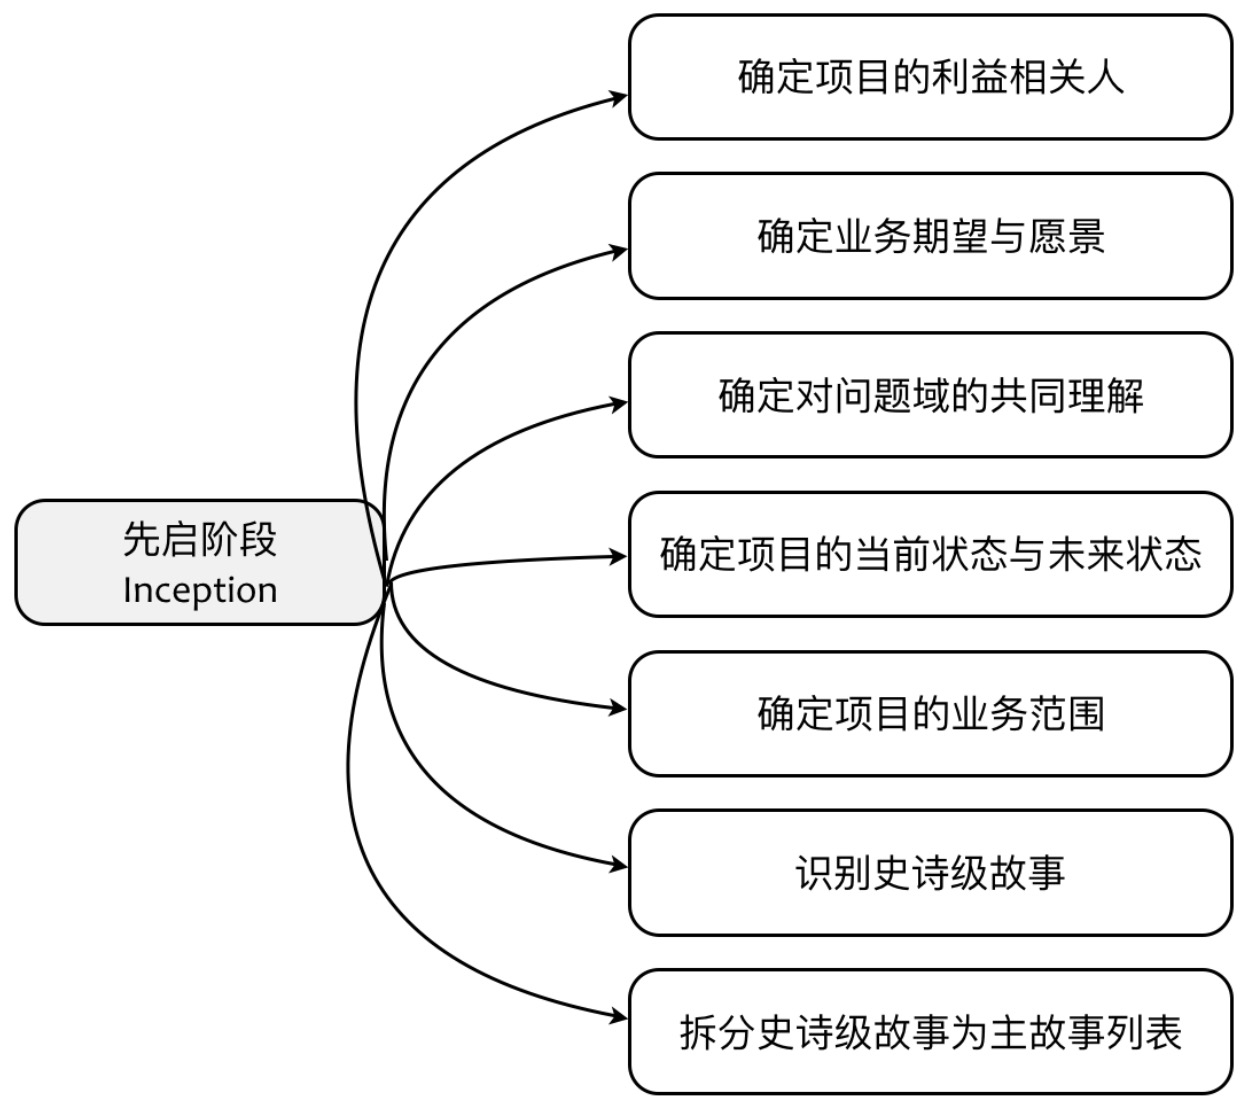 确定项目的利益相关人
确定业务期望与愿景
确定对问题域的共同理解
先启阶段
Inception
确定项目的当前状态与未来状态
确定项目的业务范围
识别史诗级故事
拆分史诗级故事为主故事列表